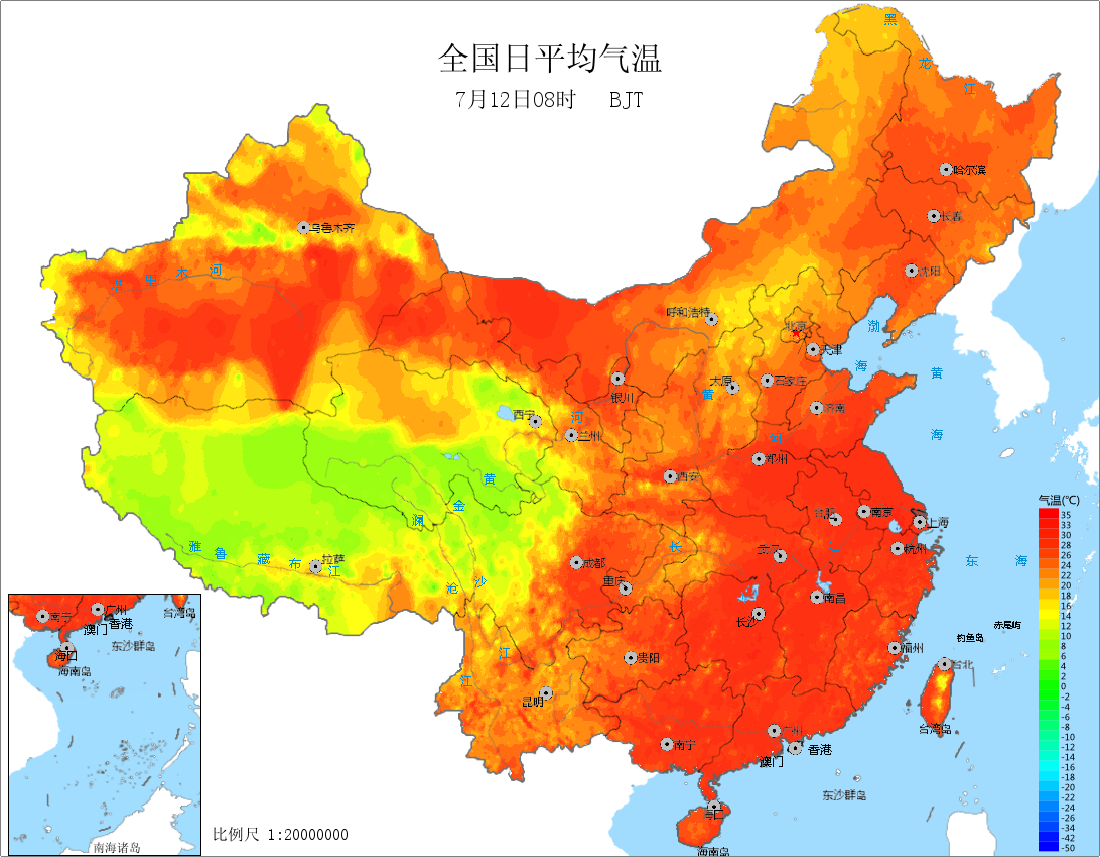 全国日平均气温
7月12日08时 BJT
黑
龙
江
哈尔滨
长春
乌鲁木齐
沈阳
木 河
呼和浩特
北京
渤
天津
海
黄
太原
石家庄
银川
黄
济南
西宁
河
兰州
海
郑州
西安
黄
气温(℃)
金
合肥
南京
澜
上海
35
33
30
28
26
24
22
20
18
16
14
12
10
8
6
4
2
0
-2
-4
-6
-8
-10
-12
-14
-16
-18
-20
-22
-24
-26
-34
-42
-50
雅 鲁 藏 布 江
长
杭州
东 海
拉萨
成都
沧 沙
重庆
南昌
长沙
赤尾屿
钓鱼岛
江
贵阳
福州
台北
江
昆明
台湾岛
广州
南宁
香港
澳门
东沙群岛
海口
海南岛
南宁
广州
台湾岛
香港
澳门
东沙群岛
海口
海南岛
南海诸岛
比例尺 1:20000000